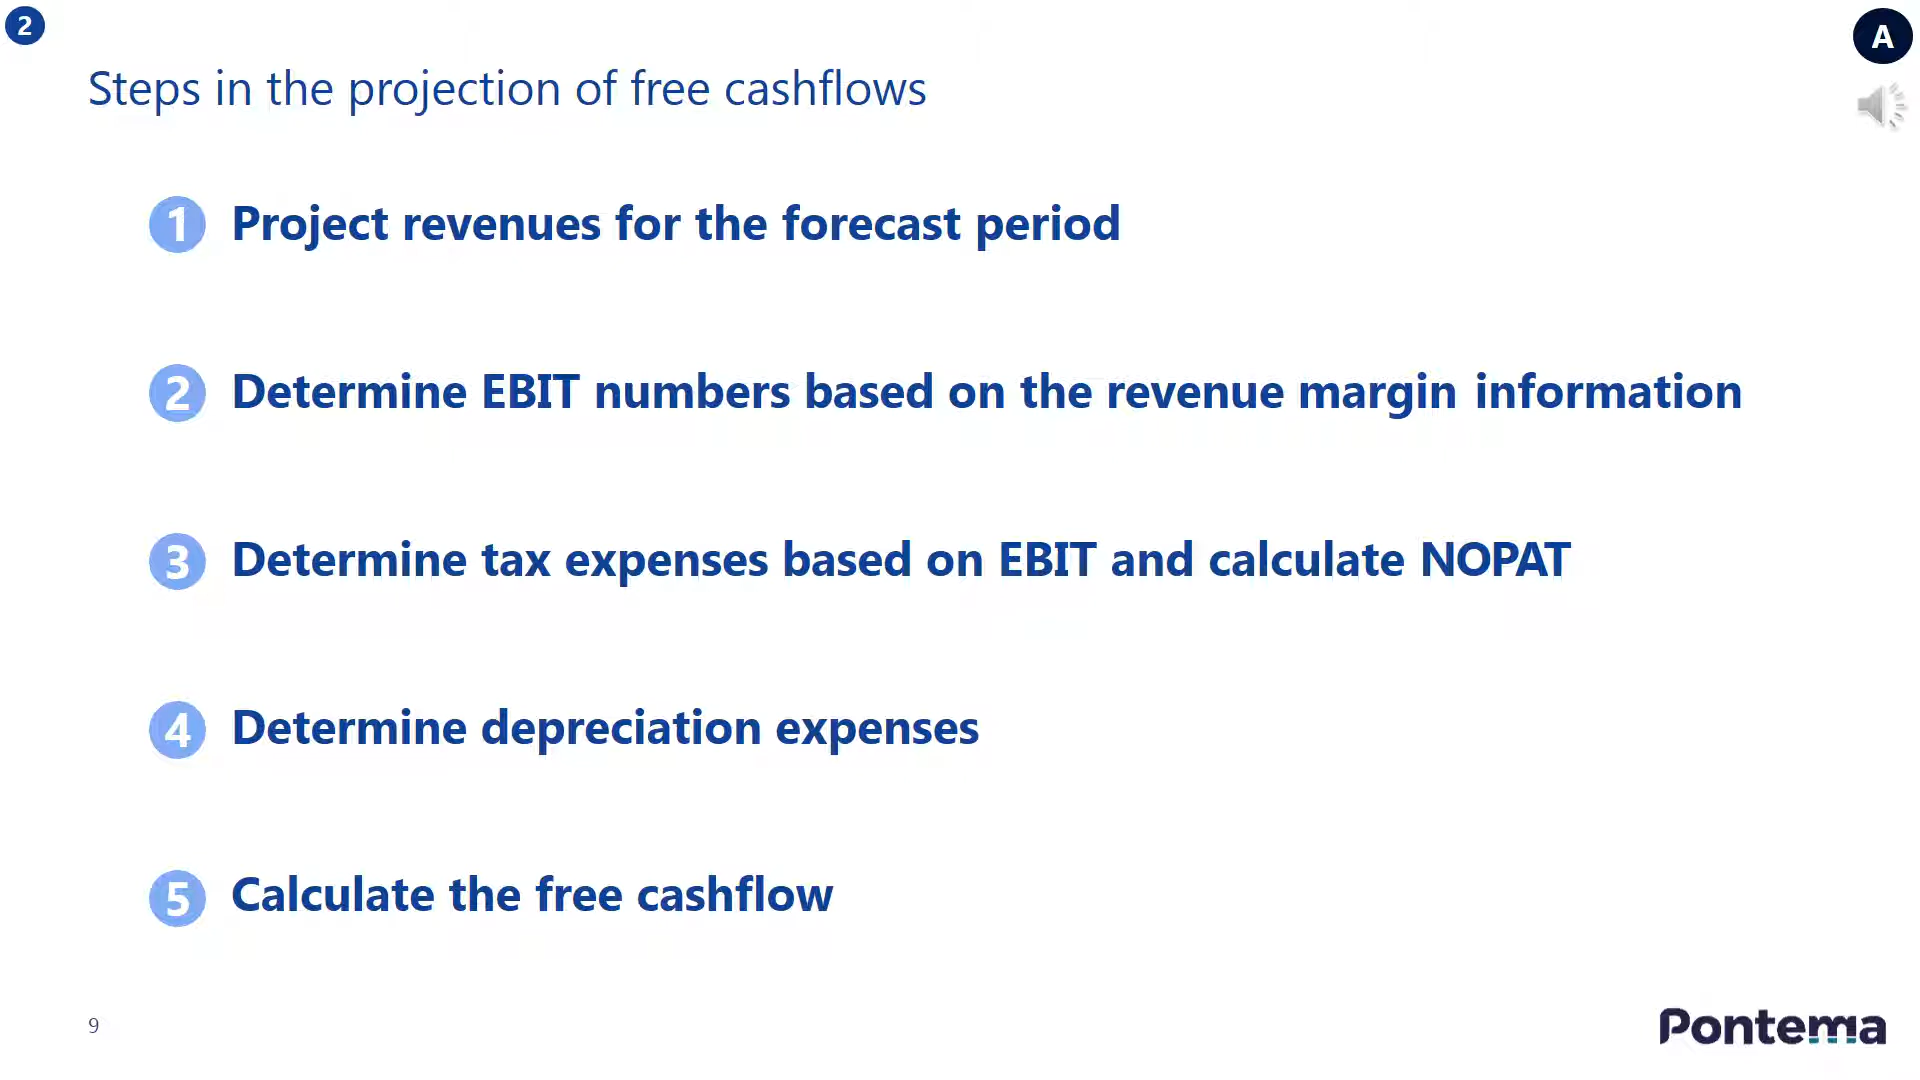 2
A
Steps in the projection of free cashflows
1 Project revenues for the forecast period
2 Determine EBIT numbers based on the revenue margin information
3 Determine tax expenses based on EBIT and calculate NOPAT
4 Determine depreciation expenses
5 Calculate the free cashflow
9
Pontema